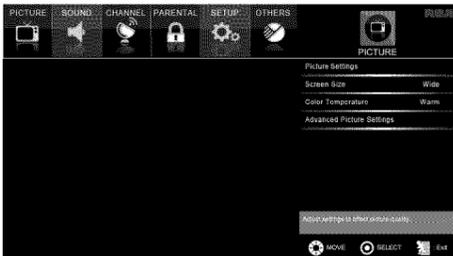 PICTURE SOUND CHANNEL PARENTAL SETUP OTHERS
PICTURE
Picture Settings
Screen Size Wide
Color Temperature Warm
Advanced Picture Settings
Adjust settings to affect picture quality.
MOVE SELECT Exit